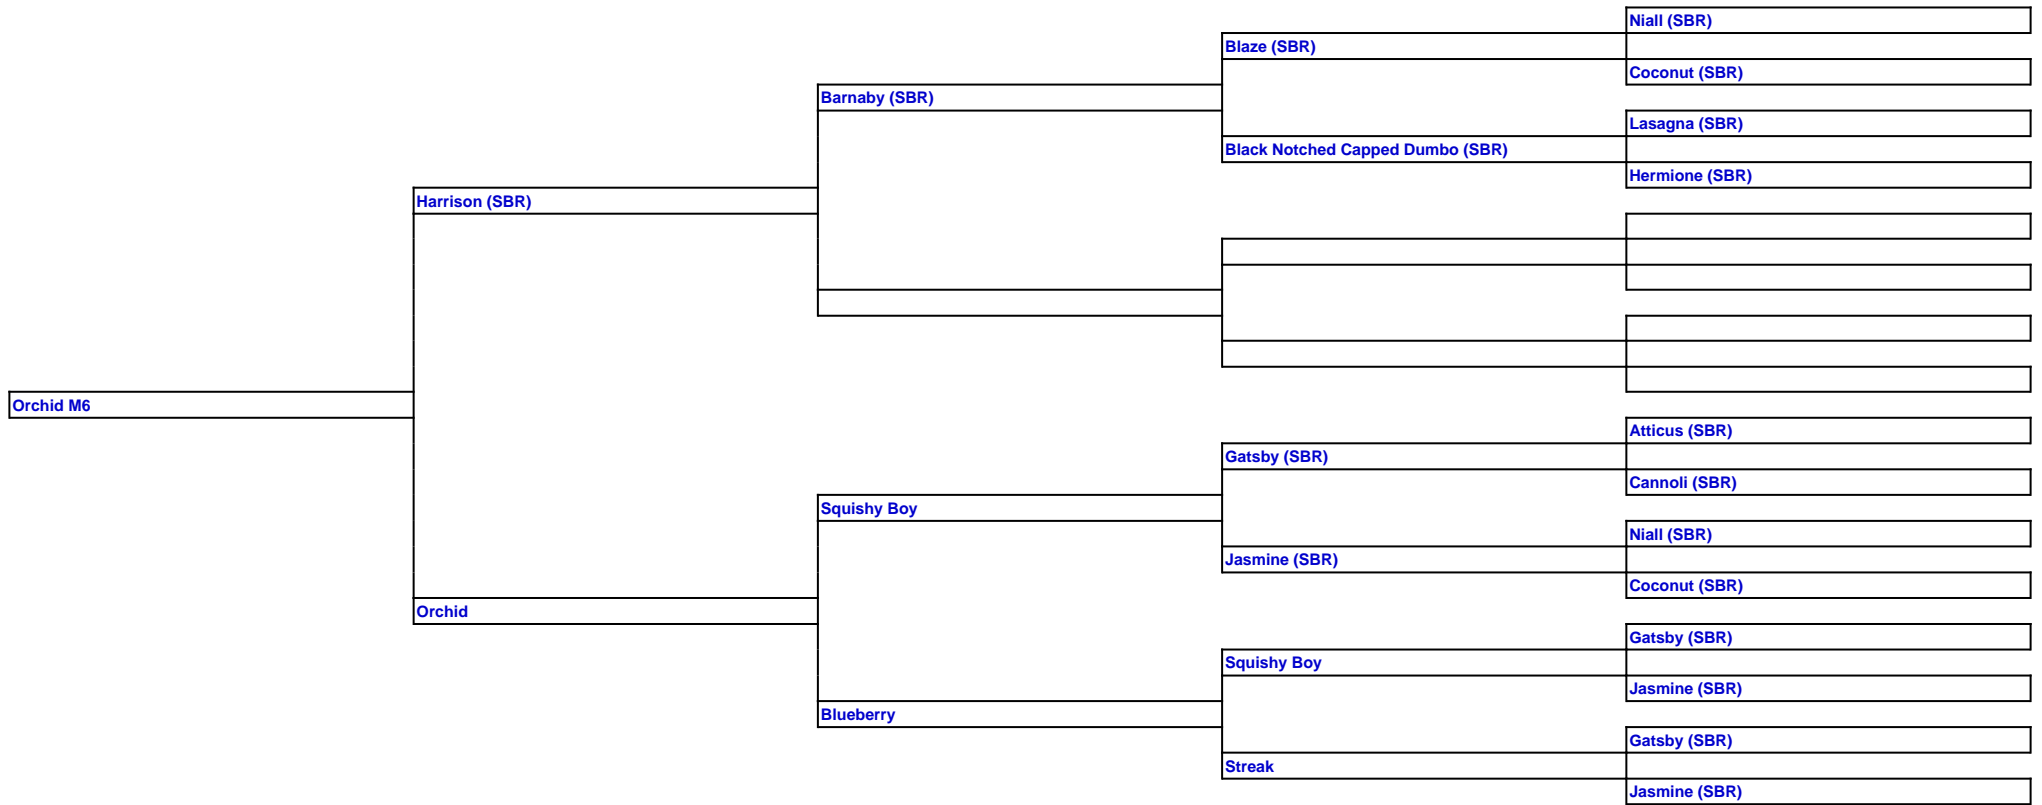 Niall (SBR)
Blaze (SBR)
Coconut (SBR)
Barnaby (SBR)
Lasagna (SBR)
Black Notched Capped Dumbo (SBR)
Hermione (SBR)
Harrison (SBR)
Orchid M6
Atticus (SBR)
Gatsby (SBR)
Cannoli (SBR)
Squishy Boy
Niall (SBR)
Jasmine (SBR)
Coconut (SBR)
Orchid
Gatsby (SBR)
Squishy Boy
Jasmine (SBR)
Blueberry
Gatsby (SBR)
Streak
Jasmine (SBR)